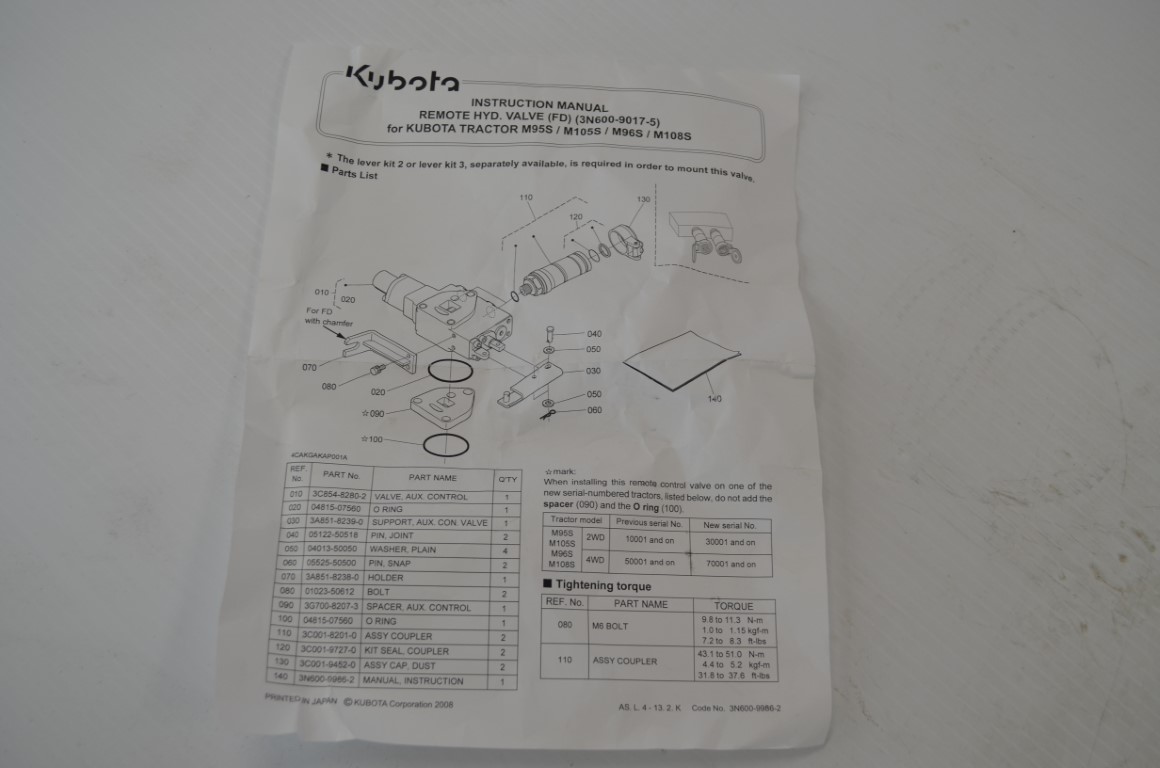 Kubota
INSTRUCTION MANUAL
REMOTE HYD. VALVE (FD) (3N600-9017-5)
for KUBOTA TRACTOR M95S / M105S / M96S / M108S
* The lever kit 2 or lever kit 3, separately available, is required in order to mount this valve.
■ Parts List
110
120
130
010
020
For FD
with chamfer
070
080
020
☆090
☆100
040
050
030
050
060
140
4CAKGAKAP001A
REF. No. PART No. PART NAME Q'TY
010 3C854-8280-2 VALVE, AUX. CONTROL 1
020 04815-07560 O RING 1
030 3A851-8239-0 SUPPORT, AUX. CON. VALVE 1
040 05122-50518 PIN, JOINT 2
050 04013-50050 WASHER, PLAIN 4
060 05525-50500 PIN, SNAP 2
070 3A851-8238-0 HOLDER 1
080 01023-50612 BOLT 2
090 3G700-8207-3 SPACER, AUX. CONTROL 1
100 04815-07560 O RING 1
110 3C001-8201-0 ASSY COUPLER 2
120 3C001-9727-0 KIT SEAL, COUPLER 2
130 3C001-9452-0 ASSY CAP, DUST 2
140 3N600-9986-2 MANUAL, INSTRUCTION 1
☆mark:
When installing this remote control valve on one of the
new serial-numbered tractors, listed below, do not add the
spacer (090) and the O ring (100).
Tractor model Previous serial No. New serial No.
M95S
M105S
M96S
M108S
2WD 10001 and on 30001 and on
4WD 50001 and on 70001 and on
■ Tightening torque
REF. No. PART NAME TORQUE
080 M6 BOLT 9.8 to 11.3 N-m
1.0 to 1.15 kgf-m
7.2 to 8.3 ft-lbs
110 ASSY COUPLER 43.1 to 51.0 N-m
4.4 to 5.2 kgf-m
31.8 to 37.6 ft-lbs
PRINTED IN JAPAN © KUBOTA Corporation 2008
AS. L. 4 - 13. 2. K Code No. 3N600-9986-2